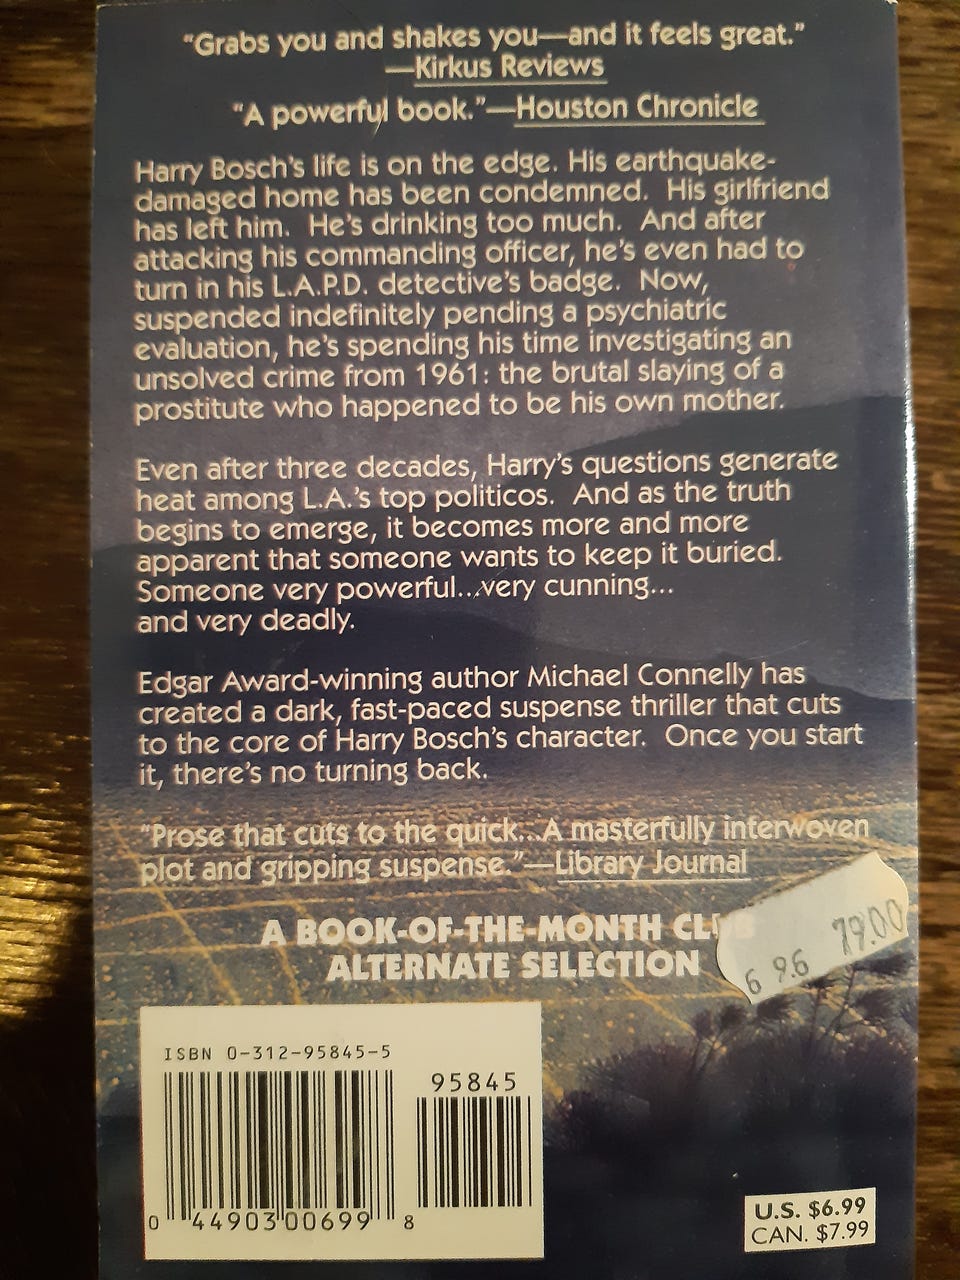 "Grabs you and shakes you—and it feels great."
—Kirkus Reviews
"A powerful book."—Houston Chronicle
Harry Bosch's life is on the edge. His earthquake-
damaged home has been condemned. His girlfriend
has left him. He's drinking too much. And after
attacking his commanding officer, he's even had to
turn in his L.A.P.D. detective's badge. Now,
suspended indefinitely pending a psychiatric
evaluation, he's spending his time investigating an
unsolved crime from 1961: the brutal slaying of a
prostitute who happened to be his own mother.
Even after three decades, Harry's questions generate
heat among L.A.'s top politicos. And as the truth
begins to emerge, it becomes more and more
apparent that someone wants to keep it buried.
Someone very powerful...very cunning...
and very deadly.
Edgar Award-winning author Michael Connelly has
created a dark, fast-paced suspense thriller that cuts
to the core of Harry Bosch's character. Once you start
it, there's no turning back.
"Prose that cuts to the quick...A masterfully interwoven
plot and gripping suspense."—Library Journal
A BOOK-OF-THE-MONTH CLUB
ALTERNATE SELECTION
6 96 79.00
ISBN 0-312-95845-5
95845
0 44903 00699 8
U.S. $6.99
CAN. $7.99